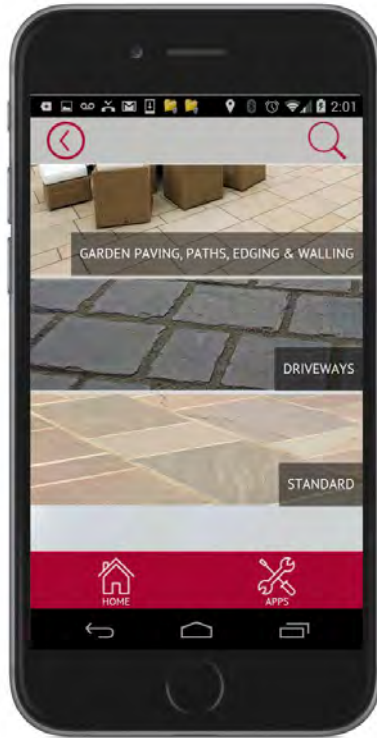 2:01
GARDEN PAVING, PATHS, EDGING & WALLING
DRIVEWAYS
STANDARD
HOME
APPS